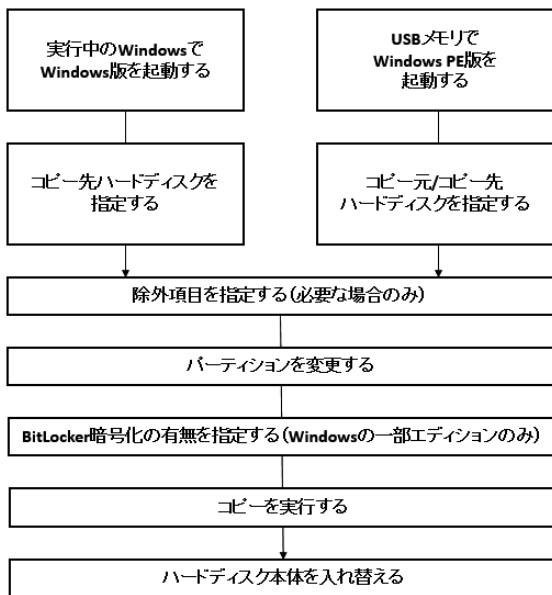 実行中のWindowsで
Windows版を起動する
USBメモリで
Windows PE版を
起動する
コピー先ハードディスクを
指定する
コピー元/コピー先
ハードディスクを指定する
除外項目を指定する(必要な場合のみ)
パーティションを変更する
BitLocker暗号化の有無を指定する(Windowsの一部エディションのみ)
コピーを実行する
ハードディスク本体を入れ替える